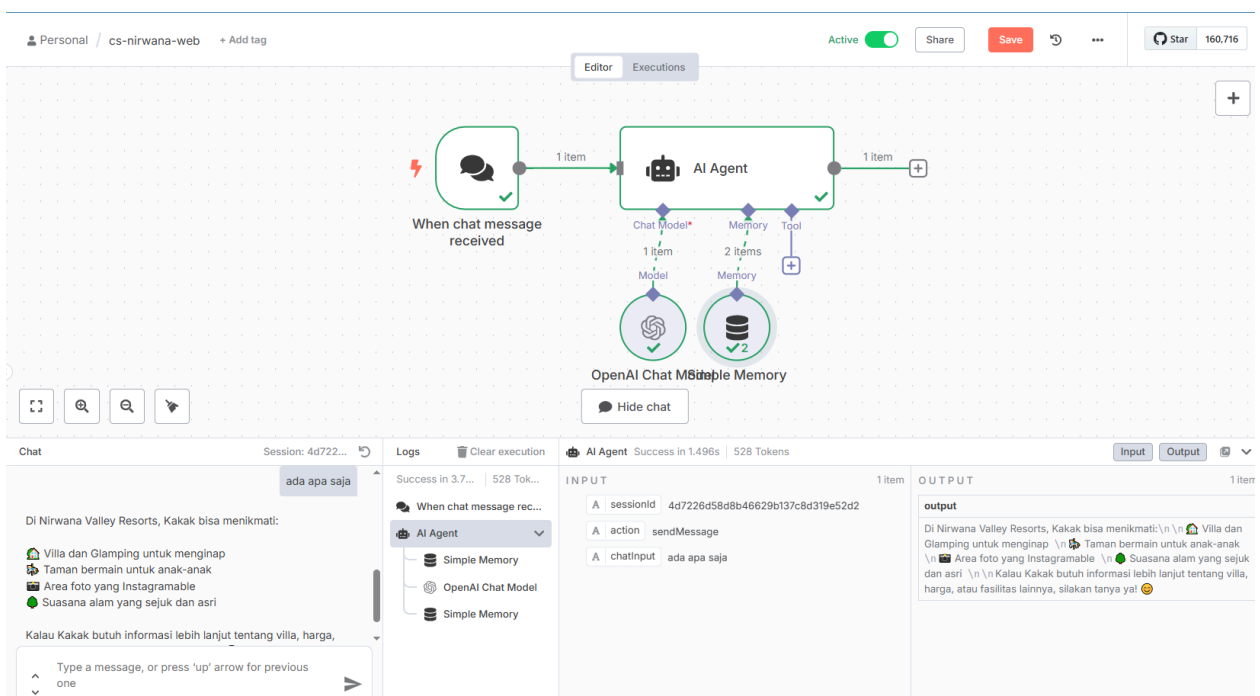 Personal / cs-nirwana-web + Add tag
Active Share Save ••• Star 160,716
Editor Executions
1 item
AI Agent
1 item
When chat message
received
Chat Model* Memory Tool
1 item 2 items
Model Memory
2
OpenAI Chat Model
Simple Memory
Hide chat
Chat Session: 4d722...
ada apa saja
Di Nirwana Valley Resorts, Kakak bisa menikmati:
🏡 Villa dan Glamping untuk menginap
🎠 Taman bermain untuk anak-anak
📸 Area foto yang Instagramable
🌳 Suasana alam yang sejuk dan asri
Kalau Kakak butuh informasi lebih lanjut tentang villa, harga,
Type a message, or press ‘up’ arrow for previous
one
Logs Clear execution
Success in 3.7... 528 Tok...
When chat message rec...
AI Agent
Simple Memory
OpenAI Chat Model
Simple Memory
AI Agent Success in 1.496s 528 Tokens Input Output
INPUT 1 item
A sessionId 4d7226d58d8b46629b137c8d319e52d2
A action sendMessage
A chatInput ada apa saja
OUTPUT 1 item
output
Di Nirwana Valley Resorts, Kakak bisa menikmati:\n\n🏡 Villa dan
Glamping untuk menginap \n🎠 Taman bermain untuk anak-anak
\n📸 Area foto yang Instagramable \n🌳 Suasana alam yang sejuk
dan asri \n\nKalau Kakak butuh informasi lebih lanjut tentang villa,
harga, atau fasilitas lainnya, silakan tanya ya! 😊